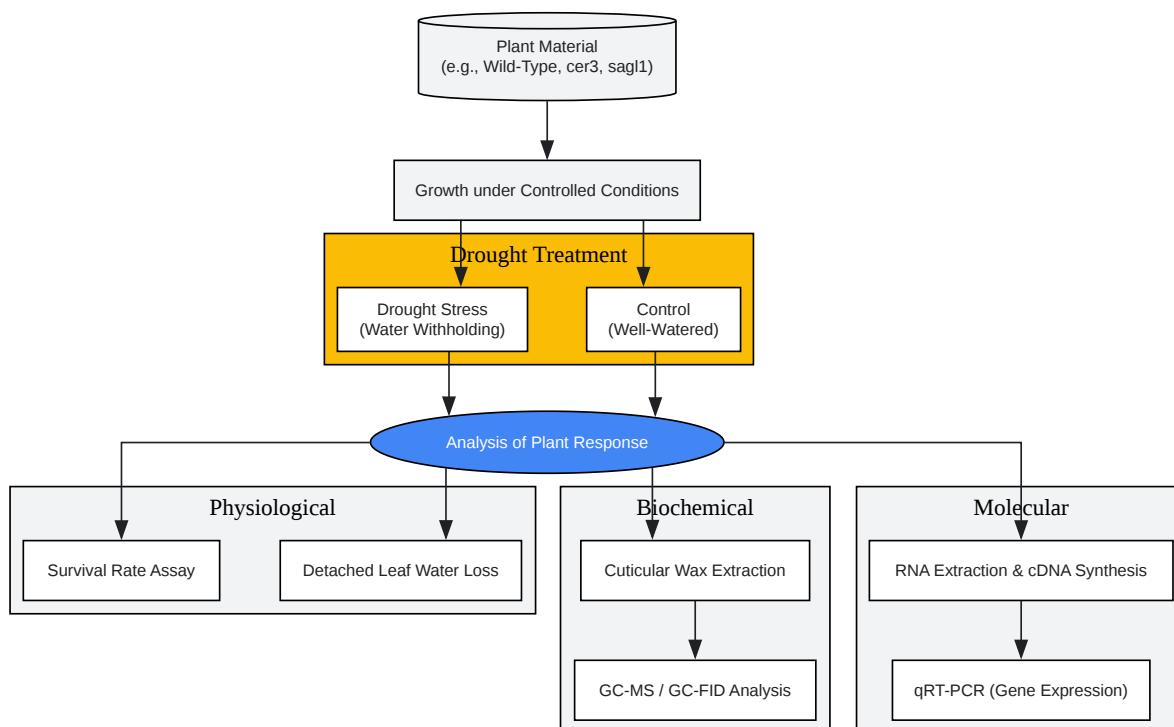 Plant Material
(e.g., Wild-Type, cer3, sagl1)
Growth under Controlled Conditions
Drought Treatment
Drought Stress
(Water Withholding)
Control
(Well-Watered)
Analysis of Plant Response
Physiological
Survival Rate Assay
Detached Leaf Water Loss
Biochemical
Cuticular Wax Extraction
GC-MS / GC-FID Analysis
Molecular
RNA Extraction & cDNA Synthesis
qRT-PCR (Gene Expression)